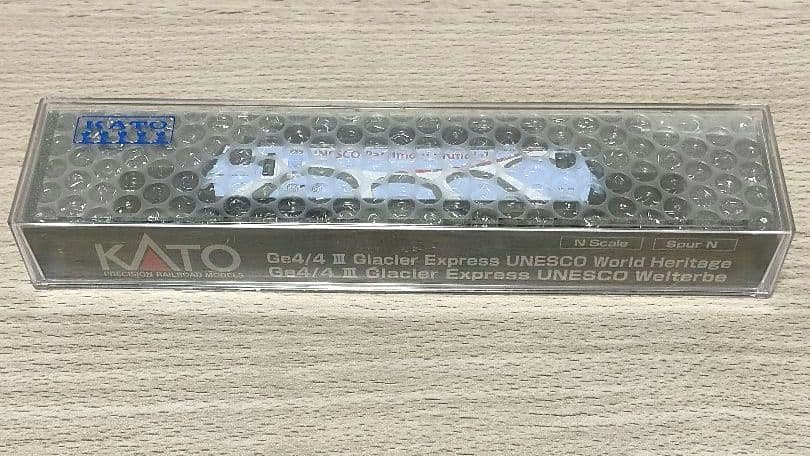 KATO
UNESCO
KATO
PRECISION RAILROAD MODELS
N Scale
Spur N
Ge4/4 III Glacier Express UNESCO World Heritage
Ge4/4 III Glacier Express UNESCO Welterbe